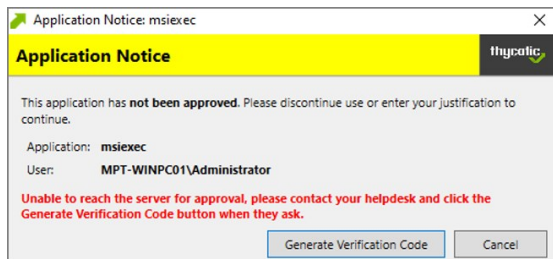 Application Notice: msiexec
Application Notice
thycotic
This application has not been approved. Please discontinue use or enter your justification to
continue.
Application: msiexec
User: MPT-WINPC01\Administrator
Unable to reach the server for approval, please contact your helpdesk and click the
Generate Verification Code button when they ask.
Generate Verification Code
Cancel